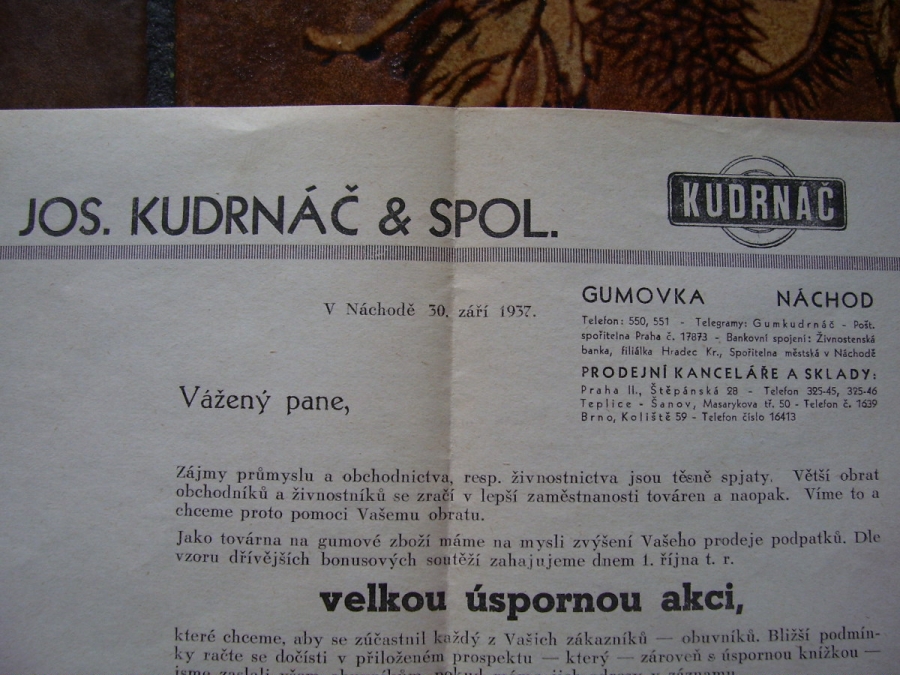 JOS. KUDRNÁČ & SPOL.
KUDRNÁČ
V Náchodě 30. září 1937.
GUMOVKA NÁCHOD
Telefon: 550, 551 - Telegramy: Gumkudrnáč - Pošt.
spořitelna Praha č. 17873 - Bankovní spojení: Živnostenská
banka, filiálka Hradec Kr., Spořitelna městská v Náchodě
PRODEJNÍ KANCELÁŘE A SKLADY:
Praha II., Štěpánská 28 - Telefon 325-45, 325-46
Teplice - Šanov, Masarykova tř. 50 - Telefon č. 1639
Brno, Koliště 59 - Telefon číslo 16413
Vážený pane,
Zájmy průmyslu a obchodnictva, resp. živnostnictva jsou těsně spjaty. Větší obrat
obchodníků a živnostníků se zračí v lepší zaměstnanosti továren a naopak. Víme to a
chceme proto pomoci Vašemu obratu.
Jako továrna na gumové zboží máme na mysli zvýšení Vašeho prodeje podpatků. Dle
vzoru dřívějších bonusových soutěží zahajujeme dnem 1. října t. r.
velkou úspornou akci,
které chceme, aby se zúčastnil každý z Vašich zákazníků — obuvníků. Bližší podmín-
ky račte se dočísti v přiloženém prospektu — který — zároveň s úspornou knížkou —